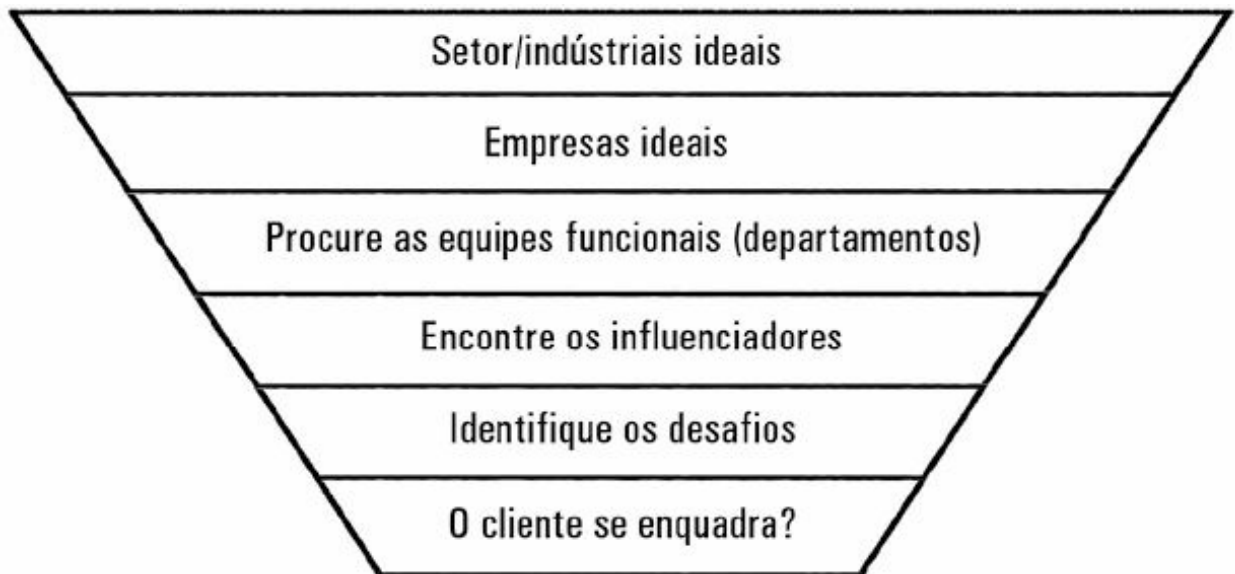 Setor/indústriais ideais
Empresas ideais
Procure as equipes funcionais (departamentos)
Encontre os influenciadores
Identifique os desafios
O cliente se enquadra?